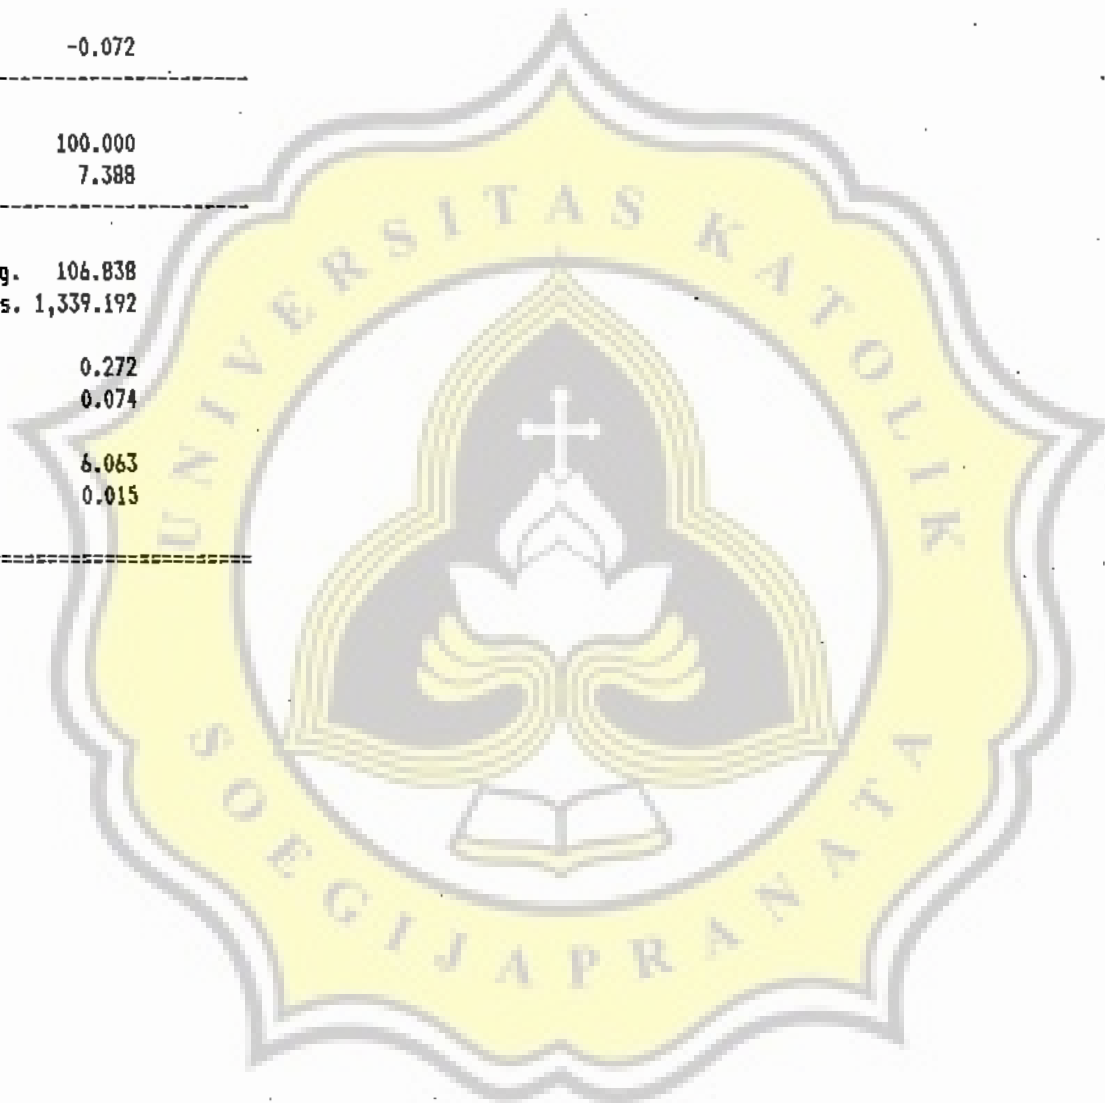 -0.072
100.000
7.388
g. 106.838
s. 1,339.192
0.272
0.074
6.063
0.015
UNIVERSITAS KATOLIK
SOEGIJAPRANATA